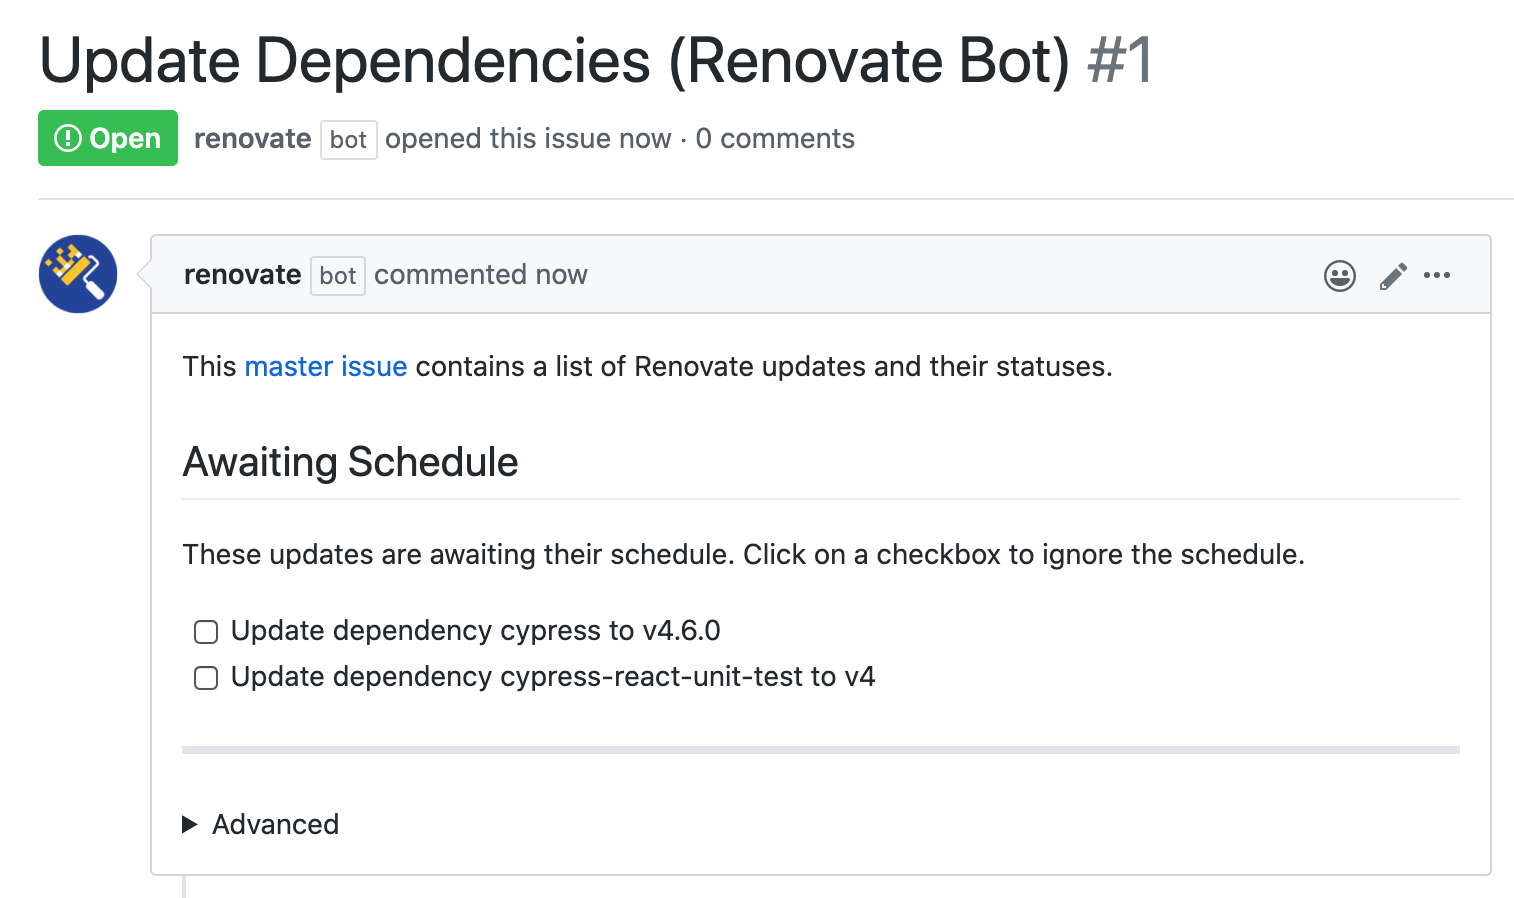 Update Dependencies (Renovate Bot) #1
Open renovate bot opened this issue now · 0 comments
renovate bot commented now
This master issue contains a list of Renovate updates and their statuses.
Awaiting Schedule
These updates are awaiting their schedule. Click on a checkbox to ignore the schedule.
Update dependency cypress to v4.6.0
Update dependency cypress-react-unit-test to v4
Advanced